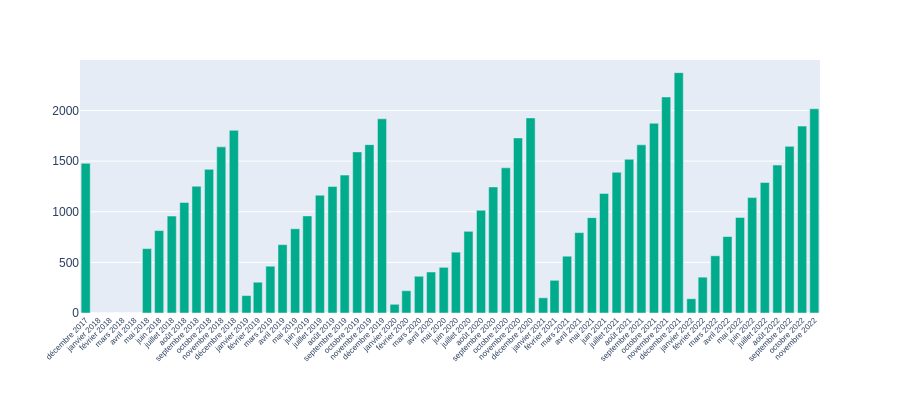 2000
1500
1000
500
0
décembre 2017
janvier 2018
février 2018
mars 2018
avril 2018
mai 2018
juin 2018
juillet 2018
août 2018
septembre 2018
octobre 2018
novembre 2018
décembre 2018
janvier 2019
février 2019
mars 2019
avril 2019
mai 2019
juin 2019
juillet 2019
août 2019
septembre 2019
octobre 2019
novembre 2019
décembre 2019
janvier 2020
février 2020
mars 2020
avril 2020
mai 2020
juin 2020
juillet 2020
août 2020
septembre 2020
octobre 2020
novembre 2020
décembre 2020
janvier 2021
février 2021
mars 2021
avril 2021
mai 2021
juin 2021
juillet 2021
août 2021
septembre 2021
octobre 2021
novembre 2021
décembre 2021
janvier 2022
février 2022
mars 2022
avril 2022
mai 2022
juin 2022
juillet 2022
août 2022
septembre 2022
octobre 2022
novembre 2022